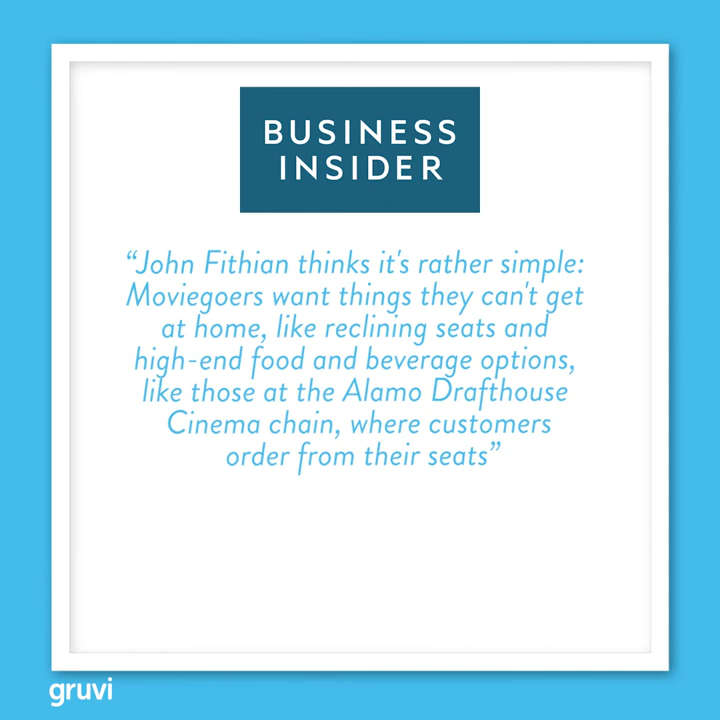 BUSINESS
INSIDER
“John Fithian thinks it's rather simple:
Moviegoers want things they can't get
at home, like reclining seats and
high-end food and beverage options,
like those at the Alamo Drafthouse
Cinema chain, where customers
order from their seats”
gruvi